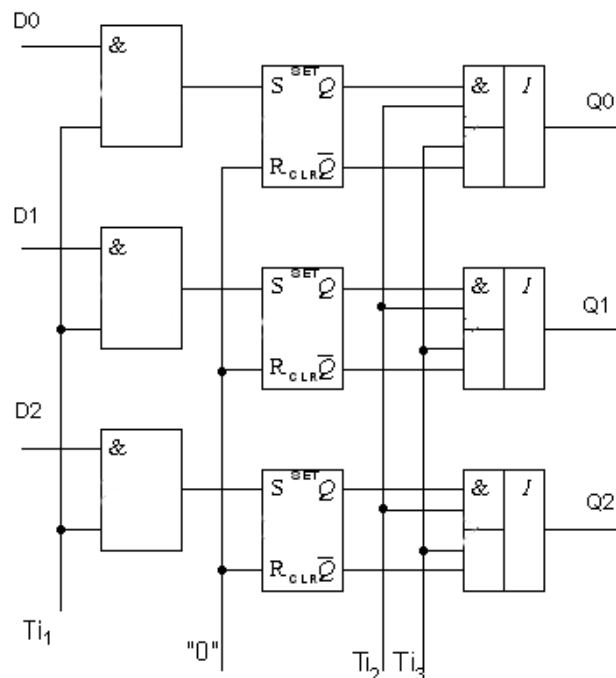 D0
&
S SET Q
R CLR Q̅
& 1
Q0
D1
&
S SET Q
R CLR Q̅
& 1
Q1
D2
&
S SET Q
R CLR Q̅
& 1
Q2
Ti₁
"0"
Ti₂
Ti₃